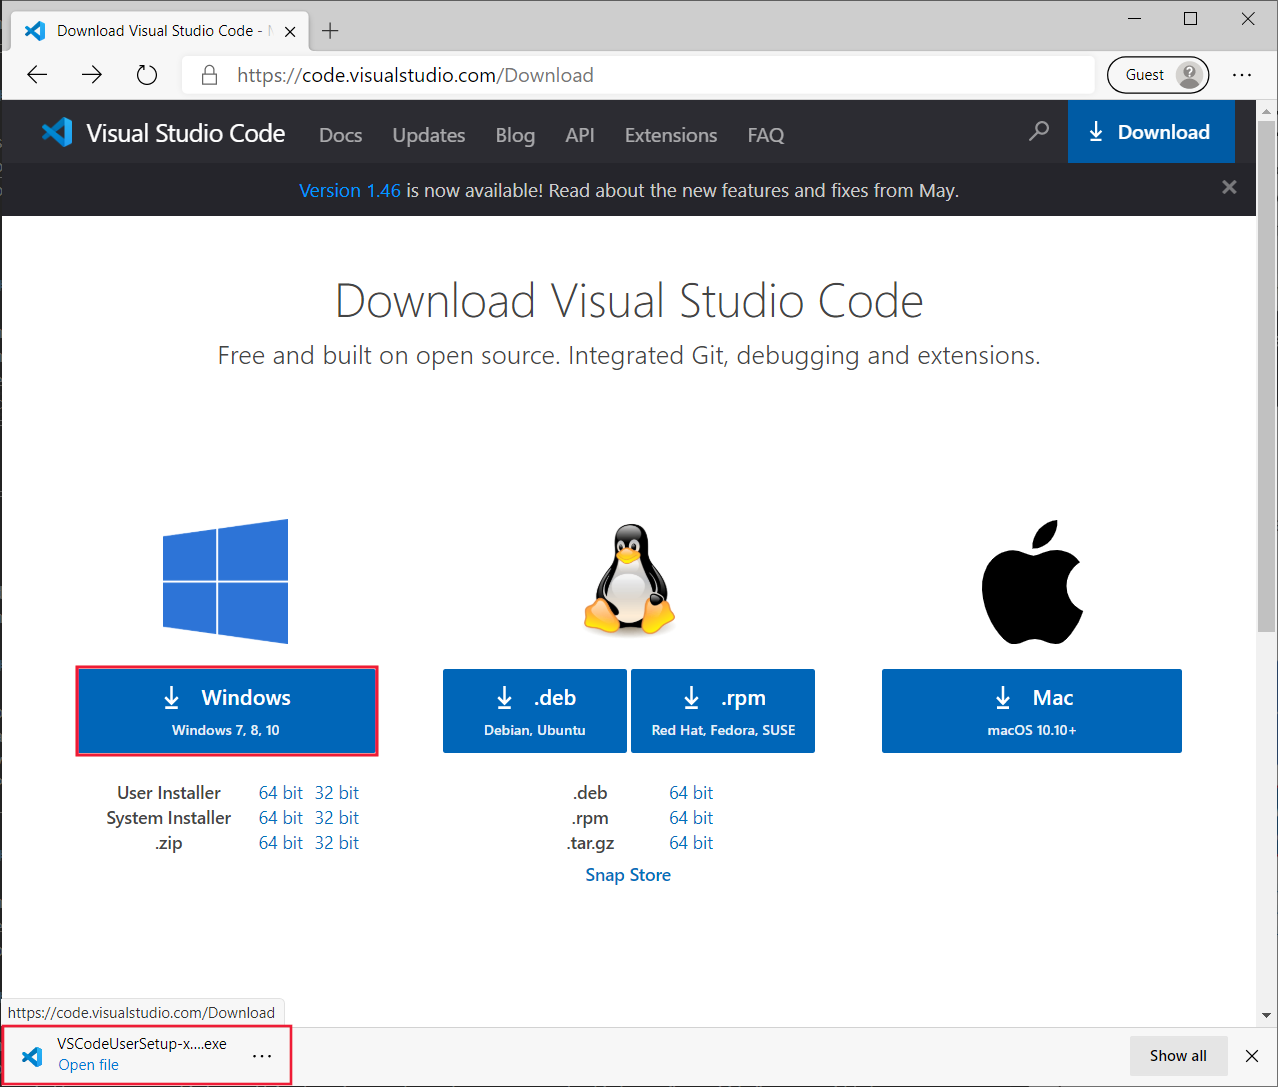 Download Visual Studio Code -
https://code.visualstudio.com/Download
Guest
Visual Studio Code Docs Updates Blog API Extensions FAQ Download
Version 1.46 is now available! Read about the new features and fixes from May.
Download Visual Studio Code
Free and built on open source. Integrated Git, debugging and extensions.
Windows
Windows 7, 8, 10
.deb
Debian, Ubuntu
.rpm
Red Hat, Fedora, SUSE
Mac
macOS 10.10+
User Installer 64 bit 32 bit
System Installer 64 bit 32 bit
.zip 64 bit 32 bit
.deb 64 bit
.rpm 64 bit
.tar.gz 64 bit
Snap Store
https://code.visualstudio.com/Download
VSCodeUserSetup-x....exe
Open file
Show all